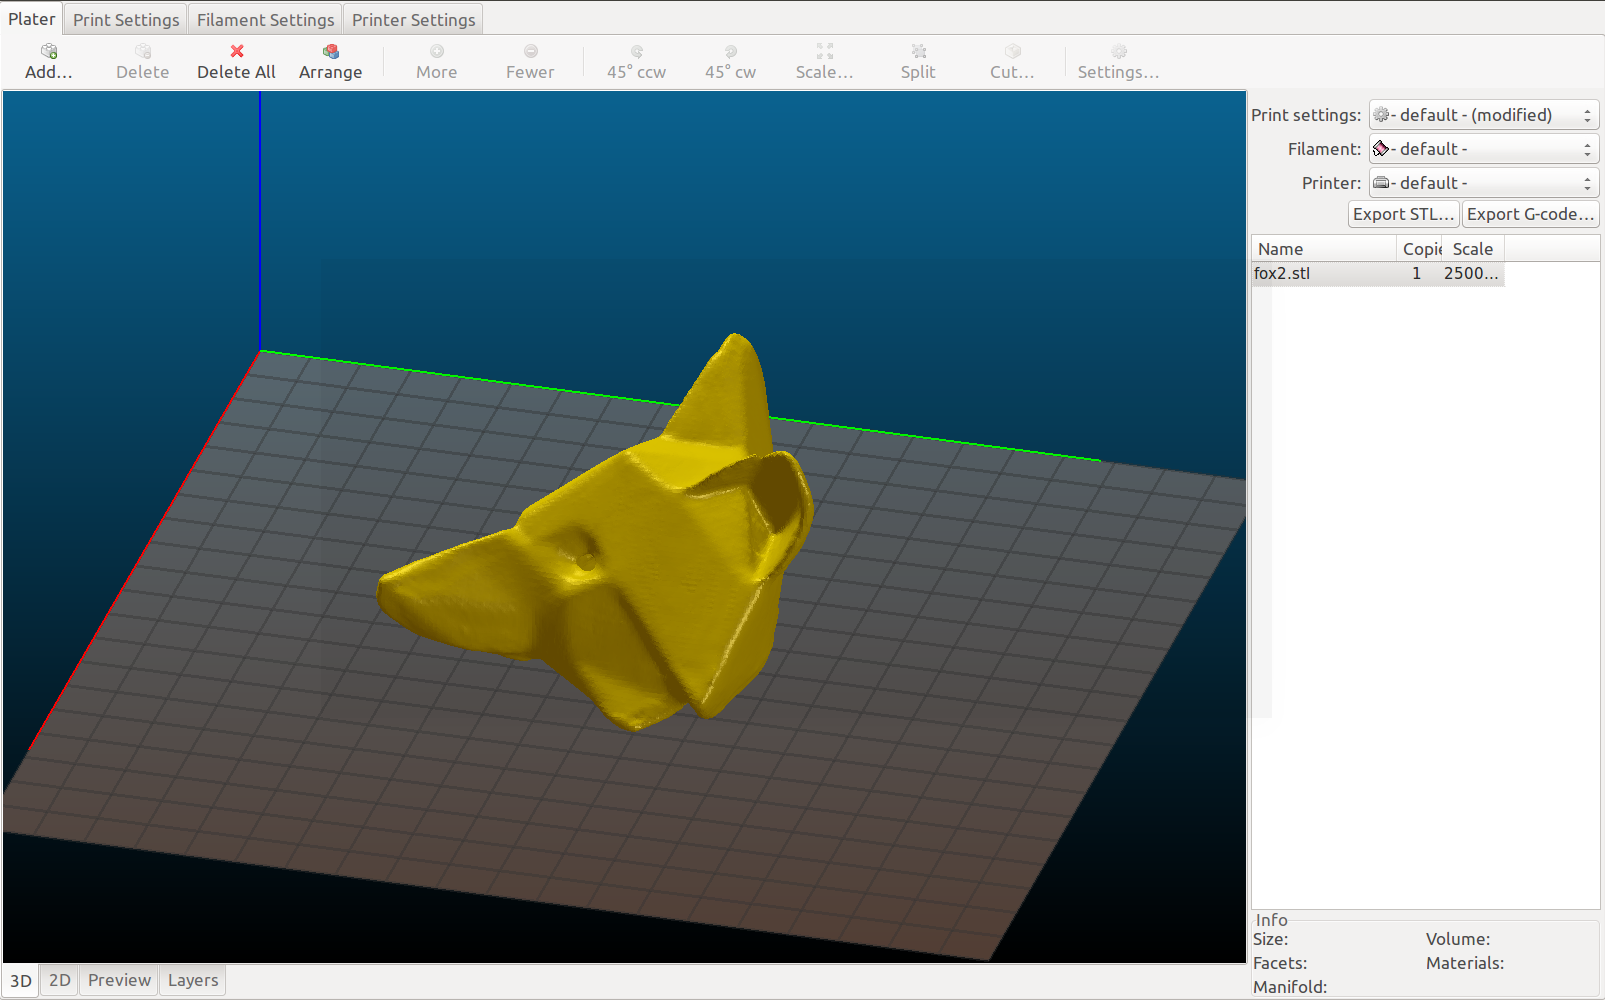 Plater Print Settings Filament Settings Printer Settings
Add... Delete Delete All Arrange More Fewer 45° ccw 45° cw Scale... Split Cut... Settings...
Print settings: - default - (modified)
Filament: - default -
Printer: - default -
Export STL... Export G-code...
Name Copie Scale
fox2.stl 1 2500...
Info
Size: Volume:
Facets: Materials:
Manifold:
3D 2D Preview Layers